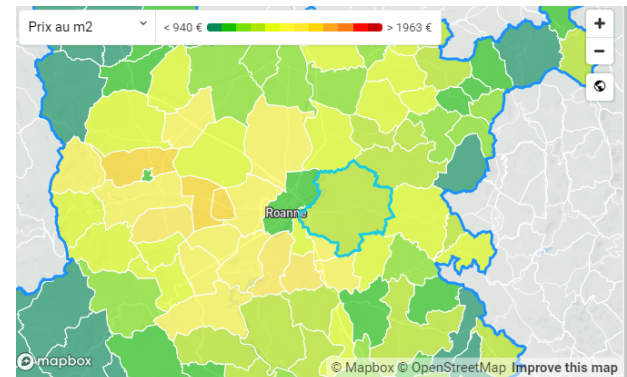 Prix au m2
< 940 € > 1963 €
Roanne
mapbox
© Mapbox © OpenStreetMap Improve this map